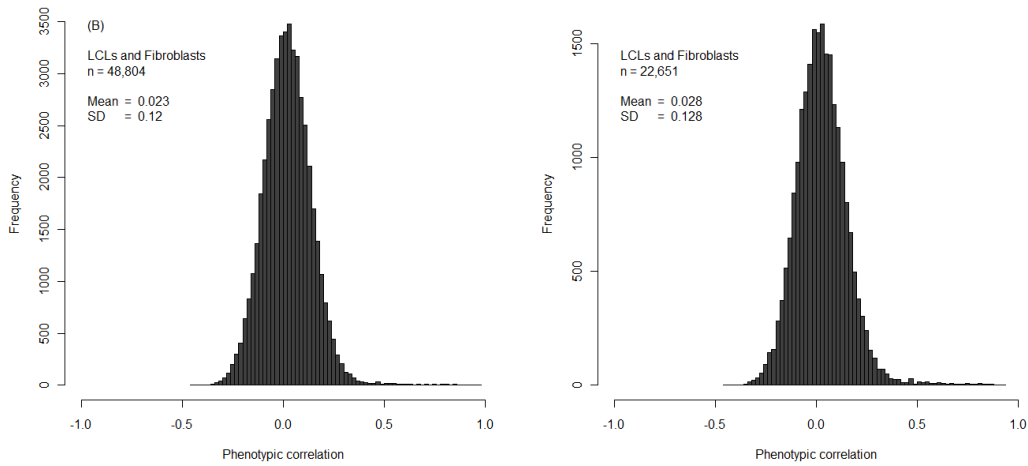 (B)
LCLs and Fibroblasts
n = 48,804
Mean = 0.023
SD = 0.12
Frequency
3500
3000
2500
2000
1500
1000
500
0
-1.0 -0.5 0.0 0.5 1.0
Phenotypic correlation
LCLs and Fibroblasts
n = 22,651
Mean = 0.028
SD = 0.128
Frequency
1500
1000
500
0
-1.0 -0.5 0.0 0.5 1.0
Phenotypic correlation